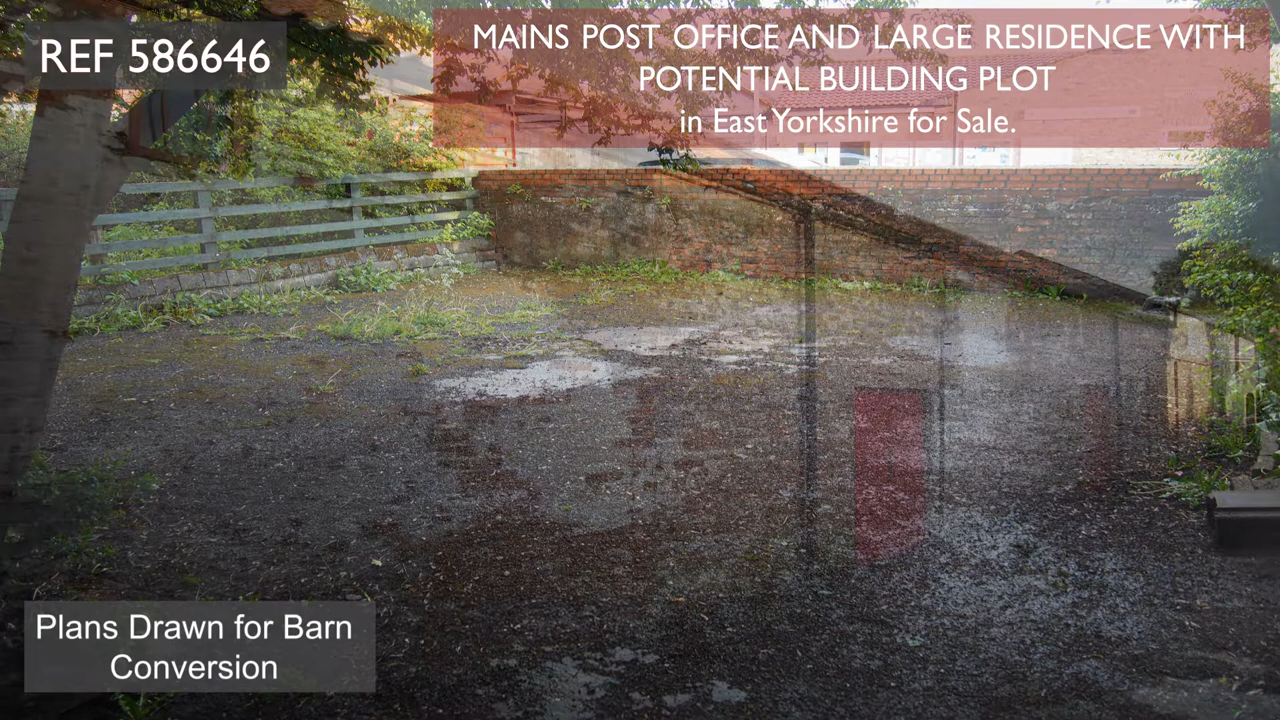 REF 586646
MAINS POST OFFICE AND LARGE RESIDENCE WITH
POTENTIAL BUILDING PLOT
in East Yorkshire for Sale.
Plans Drawn for Barn
Conversion